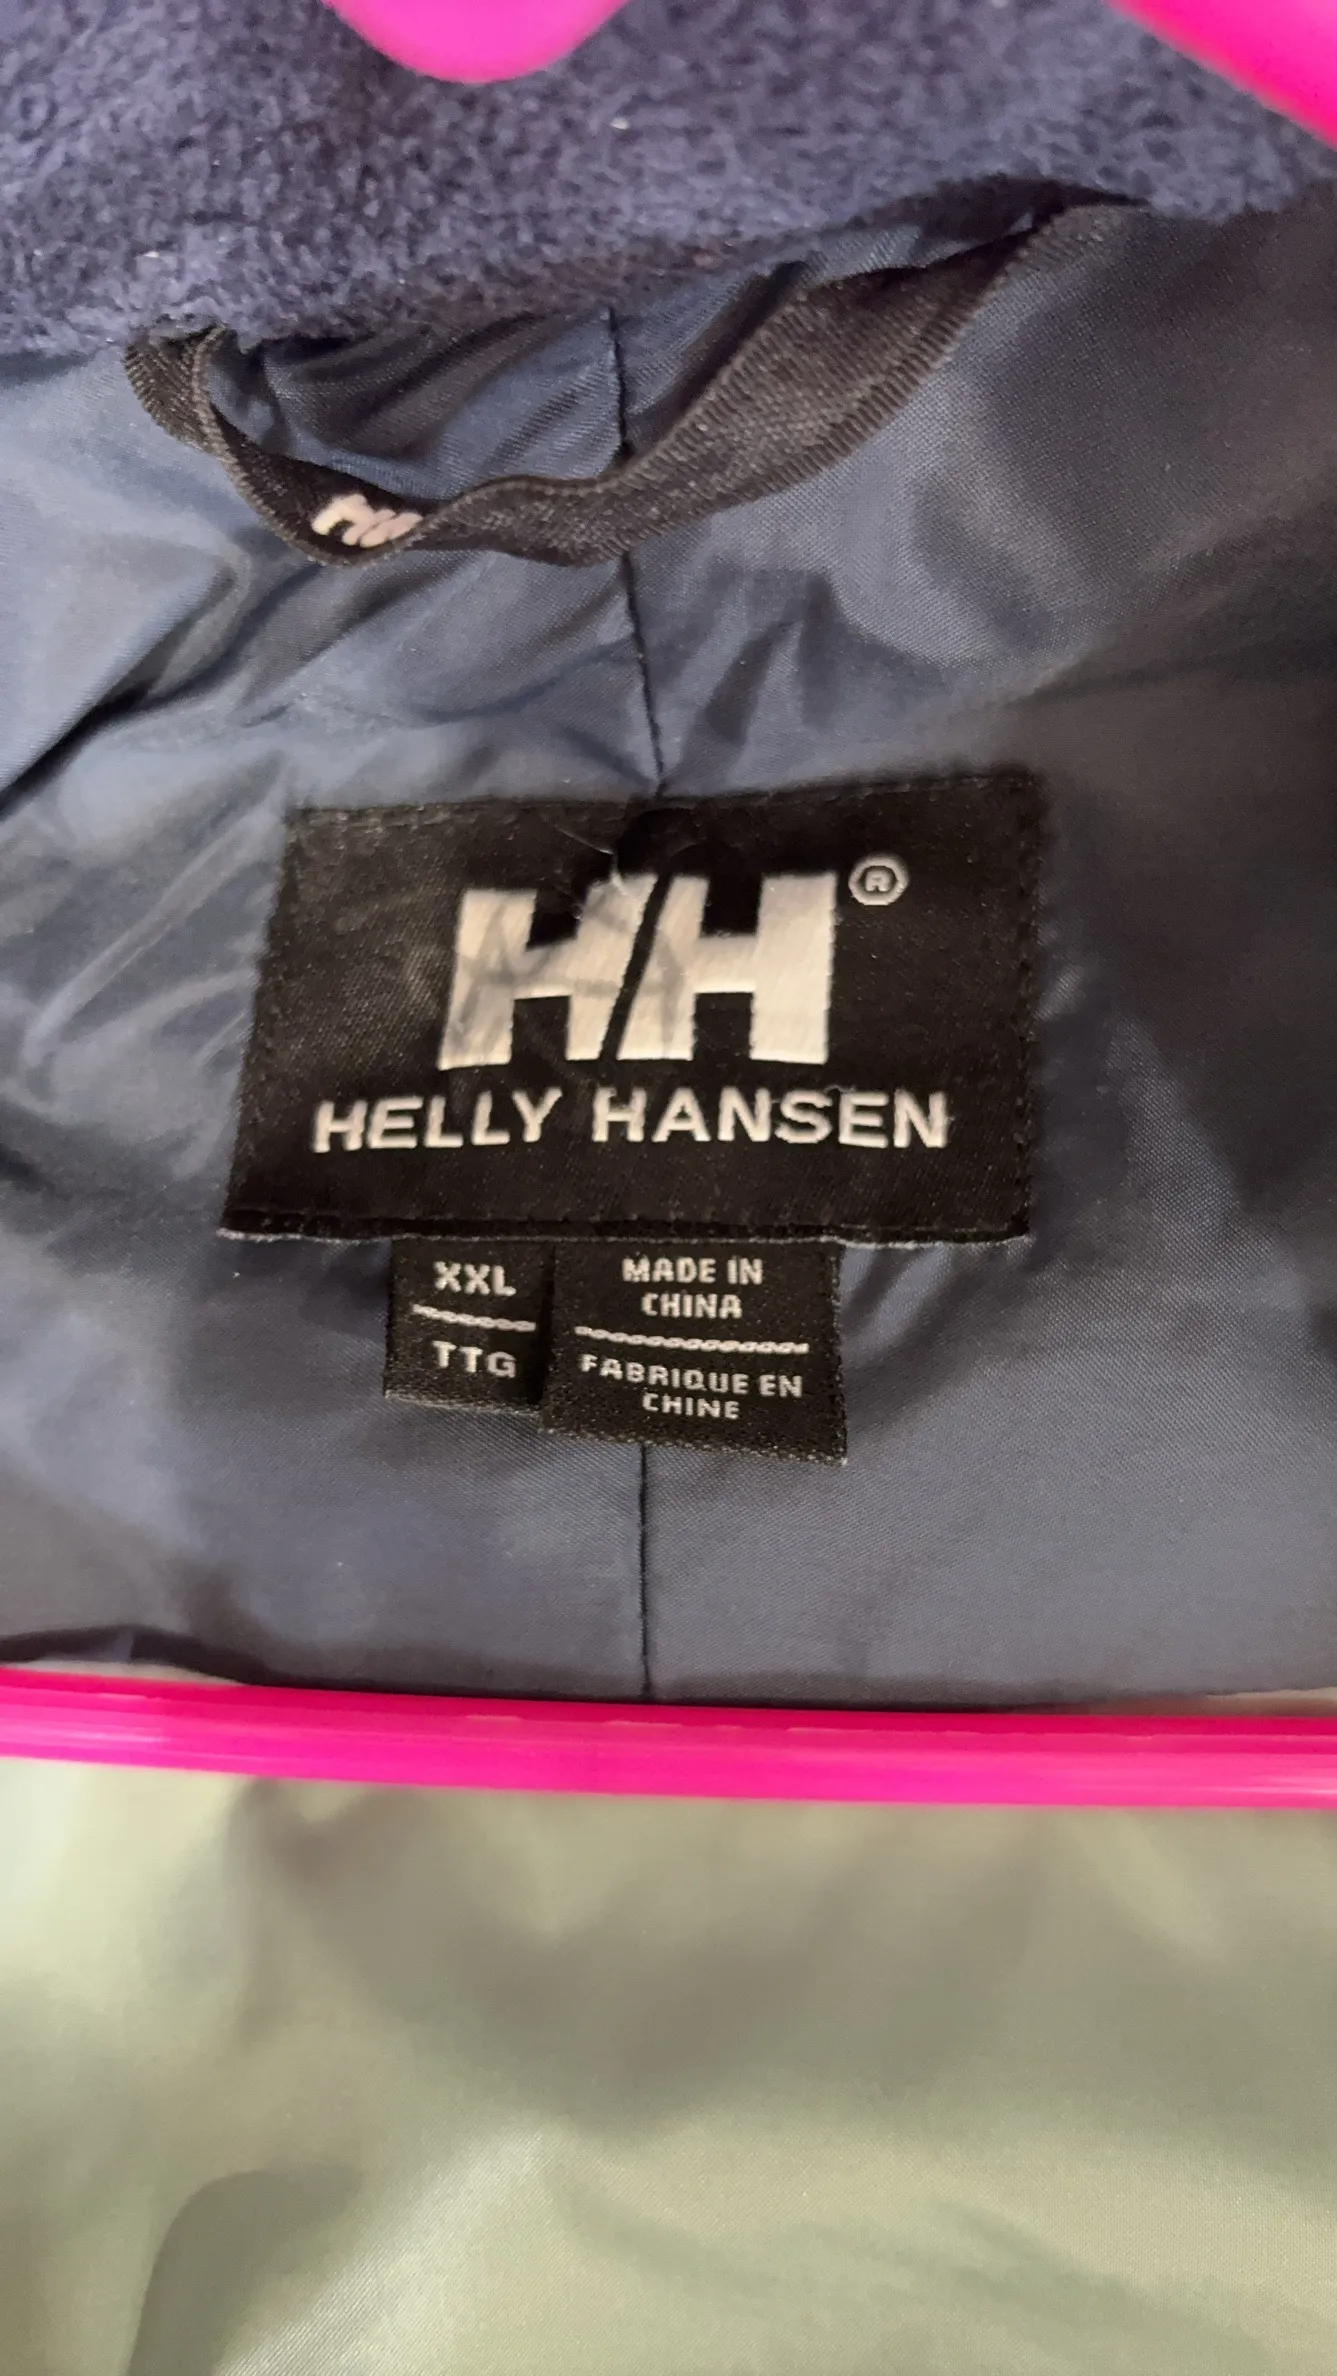 HH®
HELLY HANSEN
XXL
TTG
MADE IN
CHINA
FABRIQUE EN
CHINE